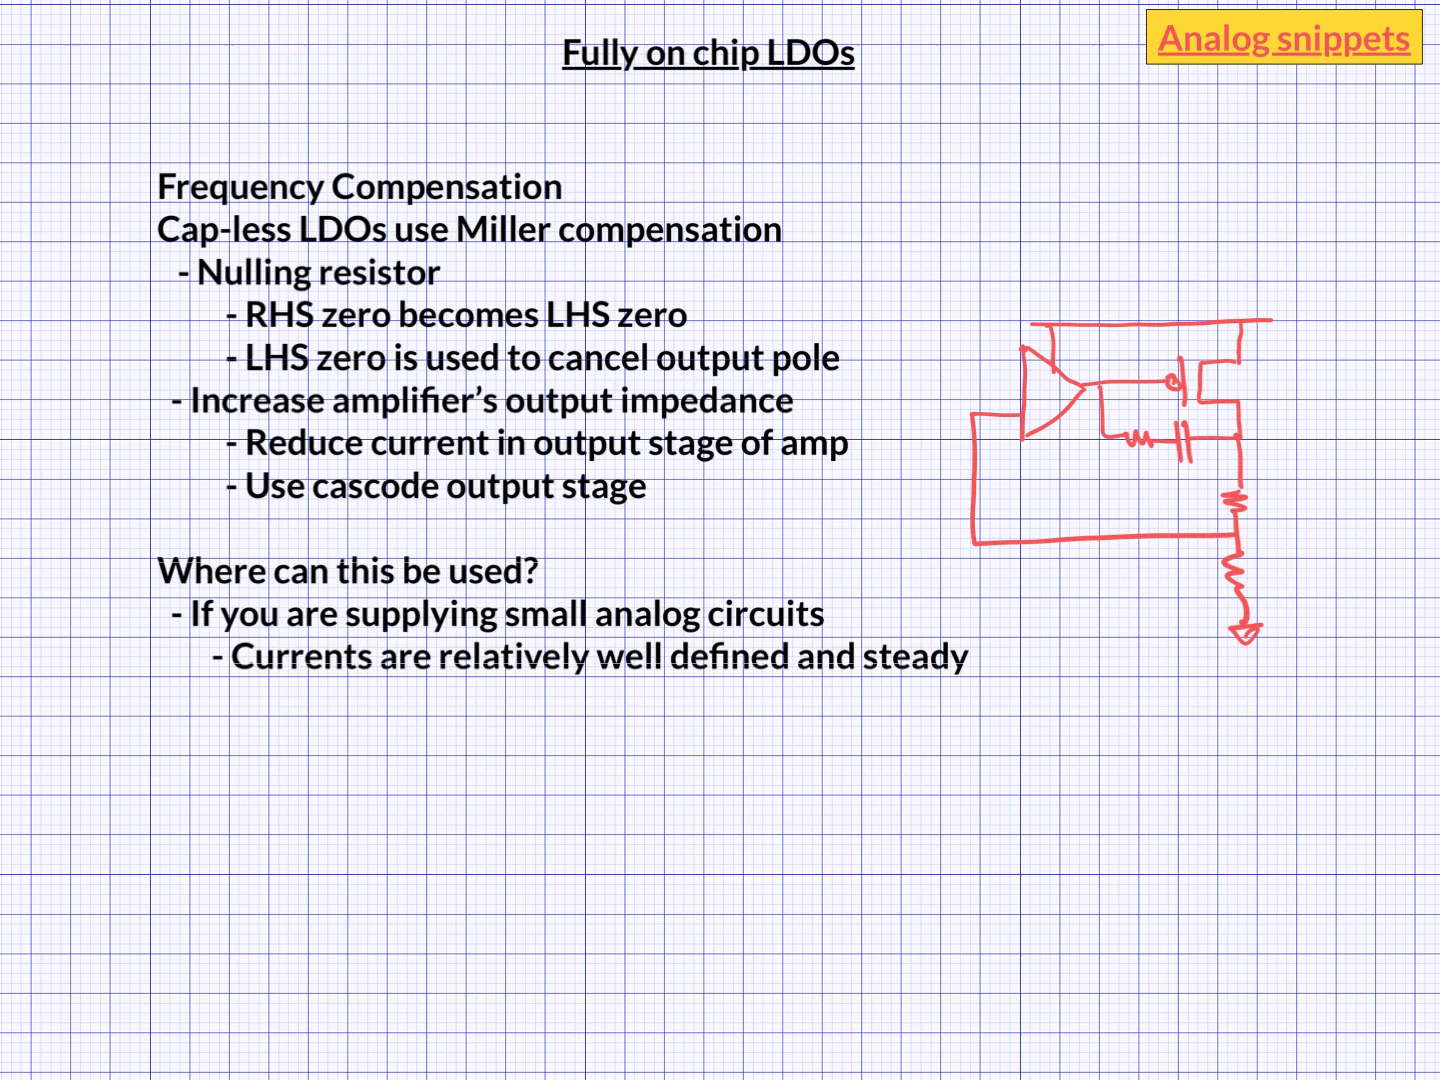 Fully on chip LDOs
Analog snippets
Frequency Compensation
Cap-less LDOs use Miller compensation
- Nulling resistor
- RHS zero becomes LHS zero
- LHS zero is used to cancel output pole
- Increase amplifier’s output impedance
- Reduce current in output stage of amp
- Use cascode output stage
Where can this be used?
- If you are supplying small analog circuits
- Currents are relatively well defined and steady